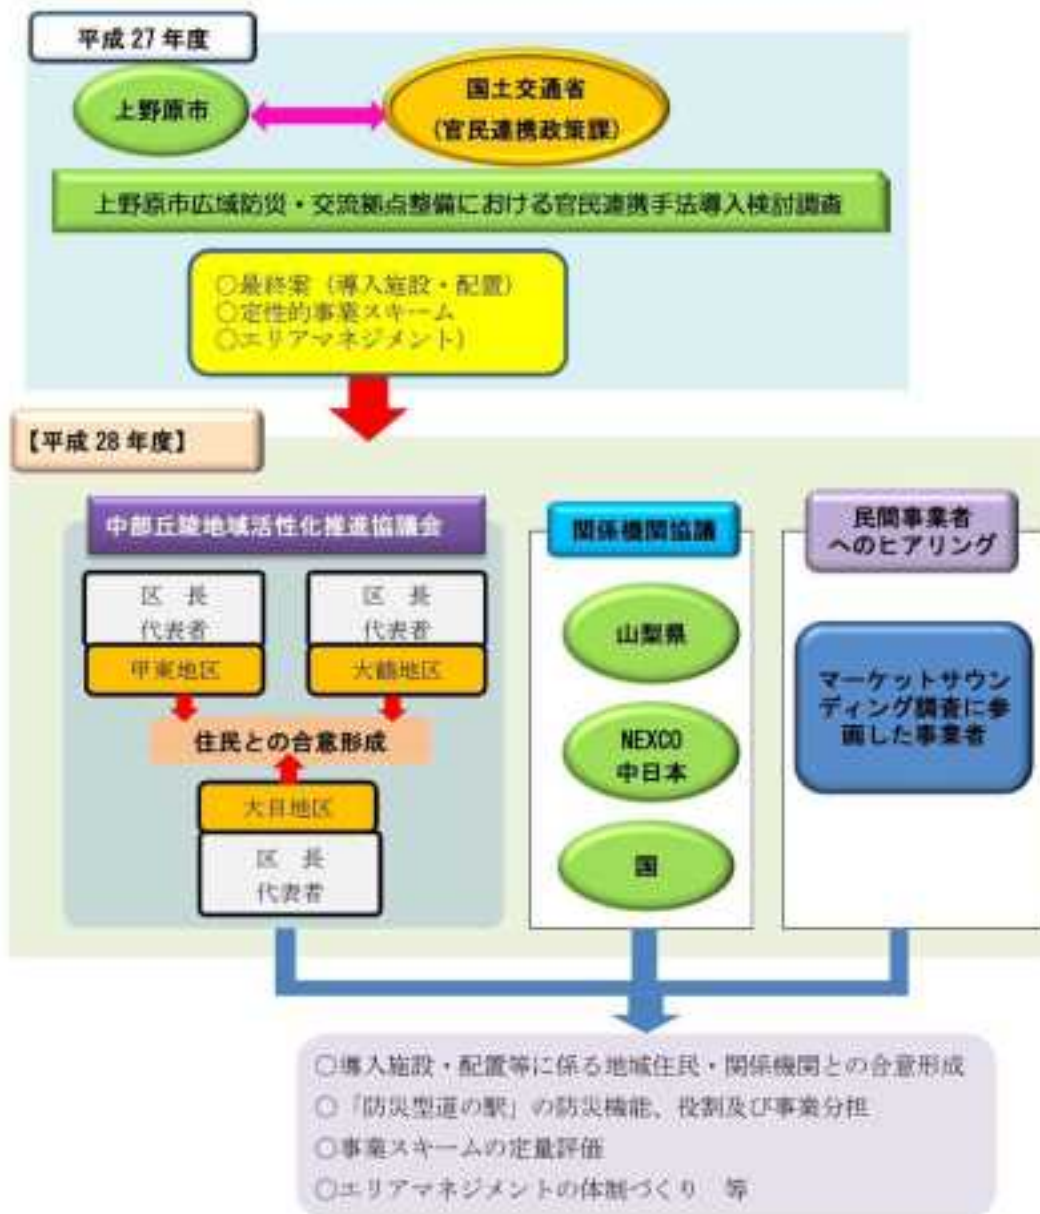 平成 27 年度
上野原市
国土交通省
(官民連携政策課)
上野原市広域防災・交流拠点整備における官民連携手法導入検討調査
○最終案（導入施設・配置）
○定性的事業スキーム
○エリアマネジメント）
【平成 28 年度】
中部丘陵地域活性化推進協議会
区　長
代表者
甲東地区
区　長
代表者
大鶴地区
住民との合意形成
大目地区
区　長
代表者
関係機関協議
山梨県
NEXCO
中日本
国
民間事業者
へのヒアリング
マーケットサウン
ディング調査に参
画した事業者
○導入施設・配置等に係る地域住民・関係機関との合意形成
○「防災型道の駅」の防災機能、役割及び事業分担
○事業スキームの定量評価
○エリアマネジメントの体制づくり　等